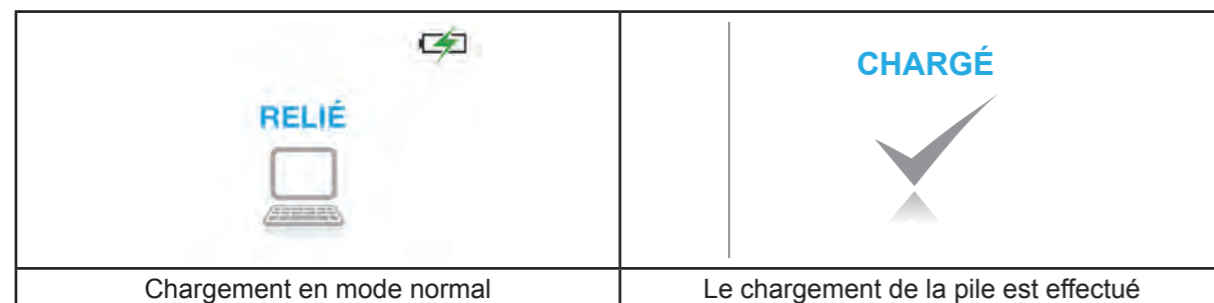 RELIÉ
CHARGÉ
Chargement en mode normal
Le chargement de la pile est effectué